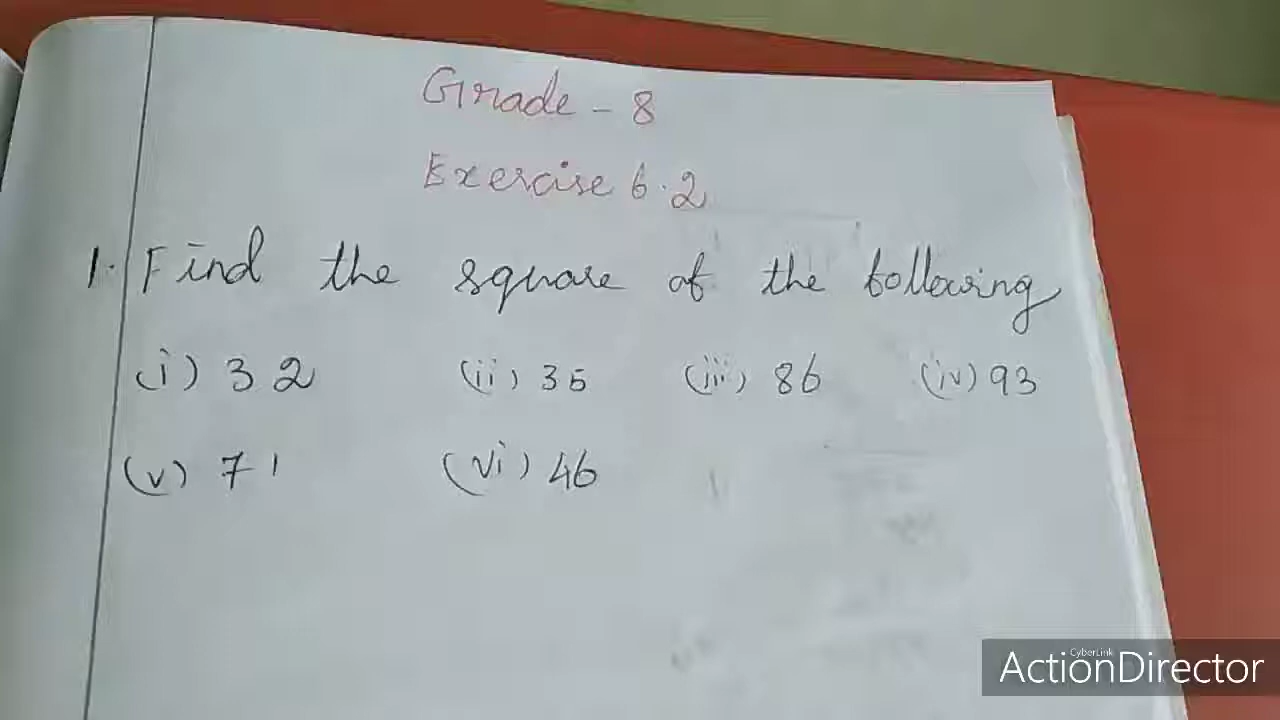 Grade - 8
Exercise 6.2
1. Find the square of the following
(i) 32 (ii) 35 (iii) 86 (iv) 93
(v) 71 (vi) 46
CyberLink
ActionDirector